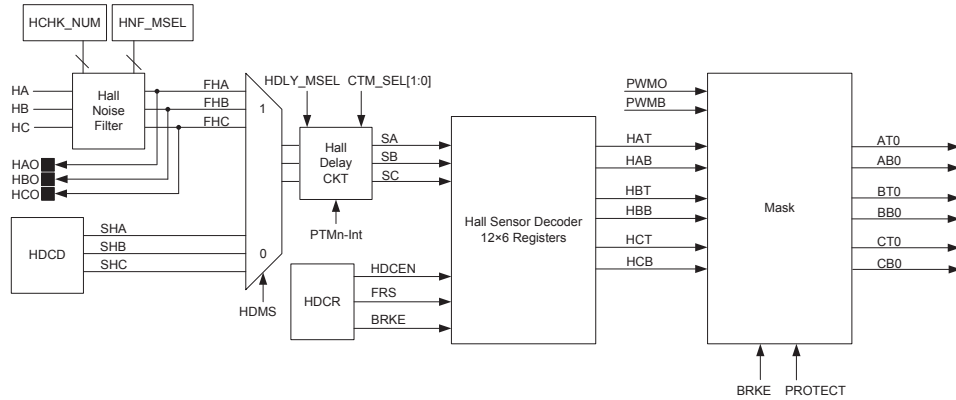 HCHK_NUM
HNF_MSEL
HA
HB
HC
Hall
Noise
Filter
FHA
FHB
FHC
HAO
HBO
HCO
HDCD
SHA
SHB
SHC
1
0
HDMS
HDLY_MSEL
CTM_SEL[1:0]
Hall
Delay
CKT
PTMn-Int
SA
SB
SC
HDCR
HDCEN
FRS
BRKE
Hall Sensor Decoder
12×6 Registers
PWMO
PWMB
HAT
HAB
HBT
HBB
HCT
HCB
Mask
BRKE
PROTECT
AT0
AB0
BT0
BB0
CT0
CB0